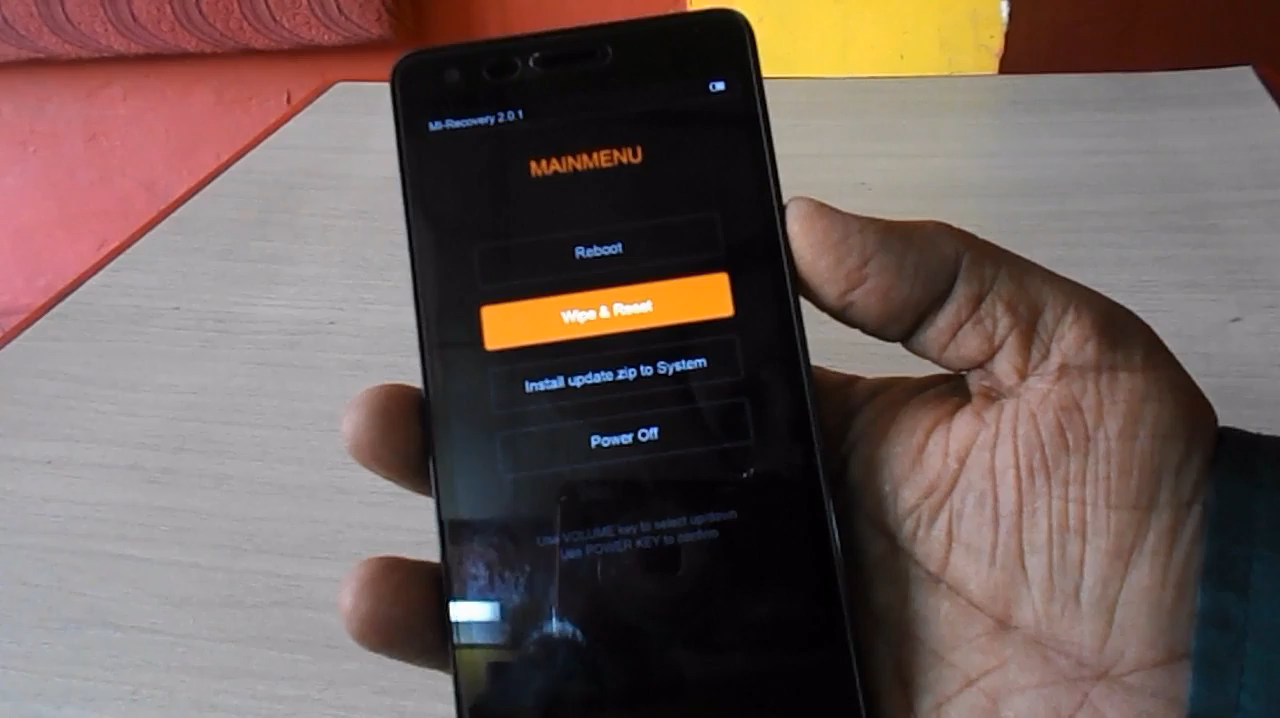 MI-Recovery 2.0.1
MAINMENU
Reboot
Wipe & Reset
Install update.zip to System
Power Off
Use VOLUME key to select up/down
Use POWER KEY to confirm